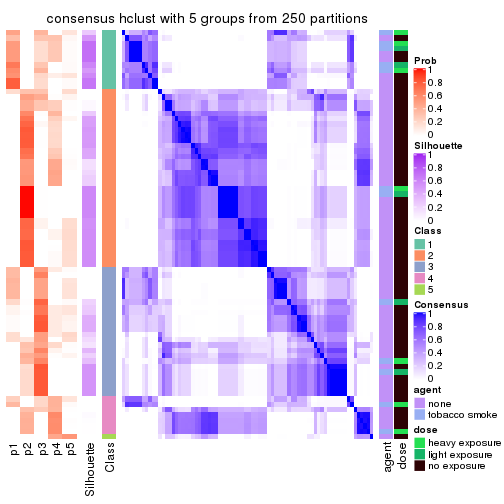 consensus hclust with 5 groups from 250 partitions
Prob
1
0.8
0.6
0.4
0.2
0
Silhouette
1
0.8
0.6
0.4
0.2
0
Class
1
2
3
4
5
Consensus
1
0.8
0.6
0.4
0.2
0
agent
none
tobacco smoke
dose
heavy exposure
light exposure
no exposure
p1
p2
p3
p4
p5
Silhouette
Class
agent
dose